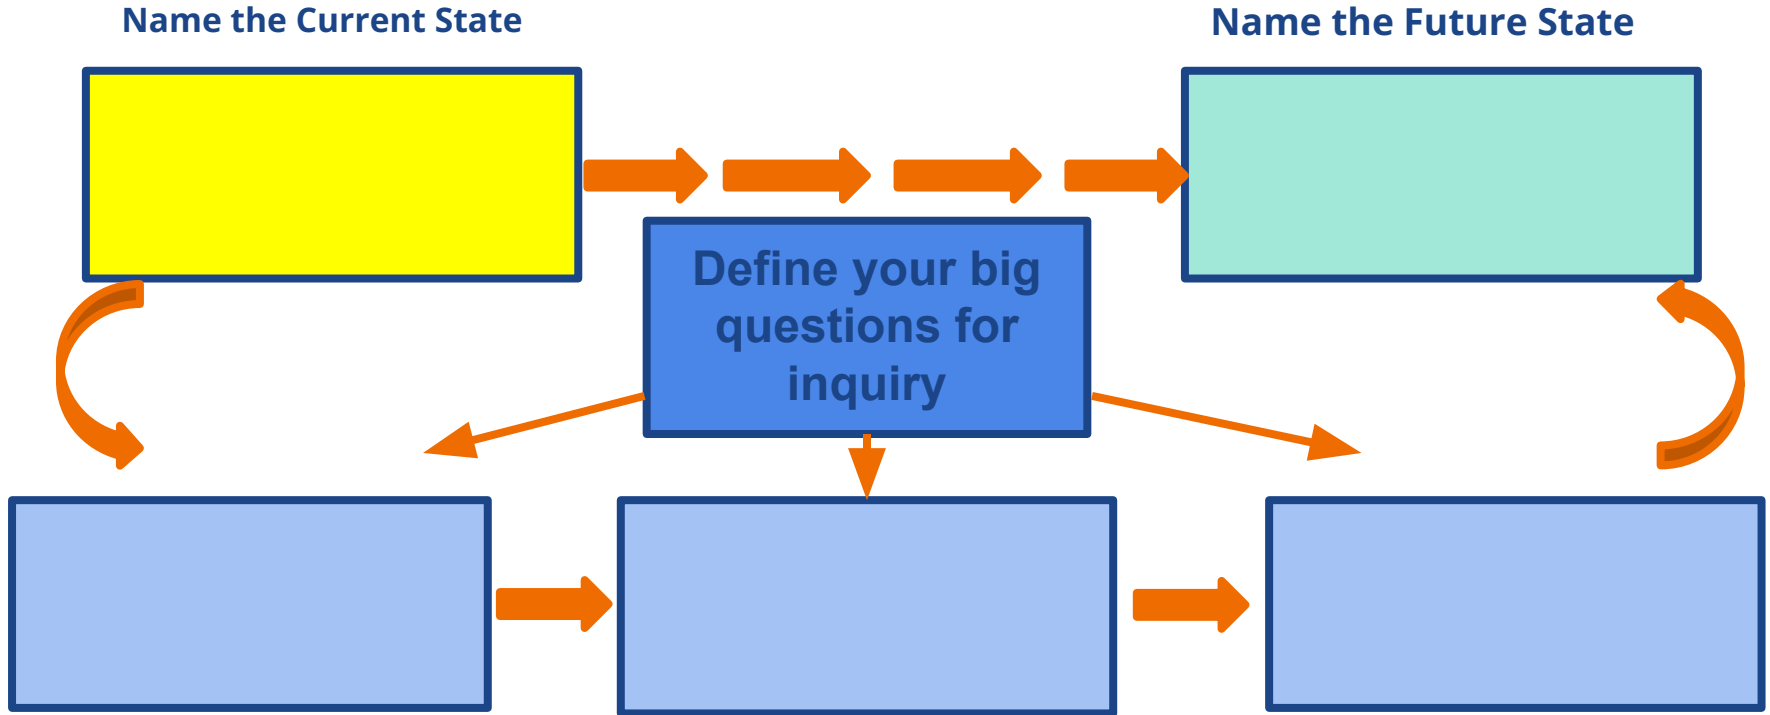 Name the Current State
Name the Future State
Define your big
questions for
inquiry